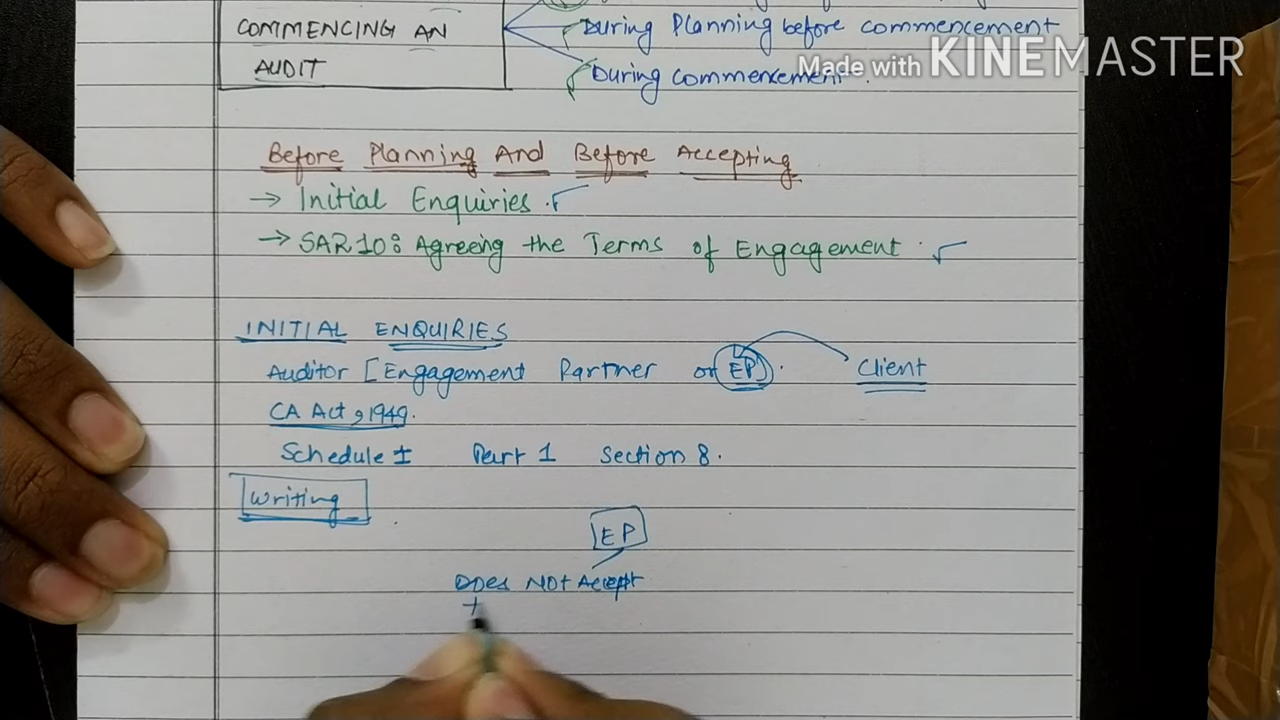 COMMENCING AN
AUDIT
During Planning before commencement
During commencement.
Made with KINEMASTER
Before Planning And Before Accepting
→ Initial Enquiries.
→ SAR 10: Agreeing the Terms of Engagement.
INITIAL ENQUIRIES
Auditor [Engagement Partner or EP]. Client
CA Act, 1949.
Schedule I Part 1 Section 8.
Writing
EP
Does Not Accept